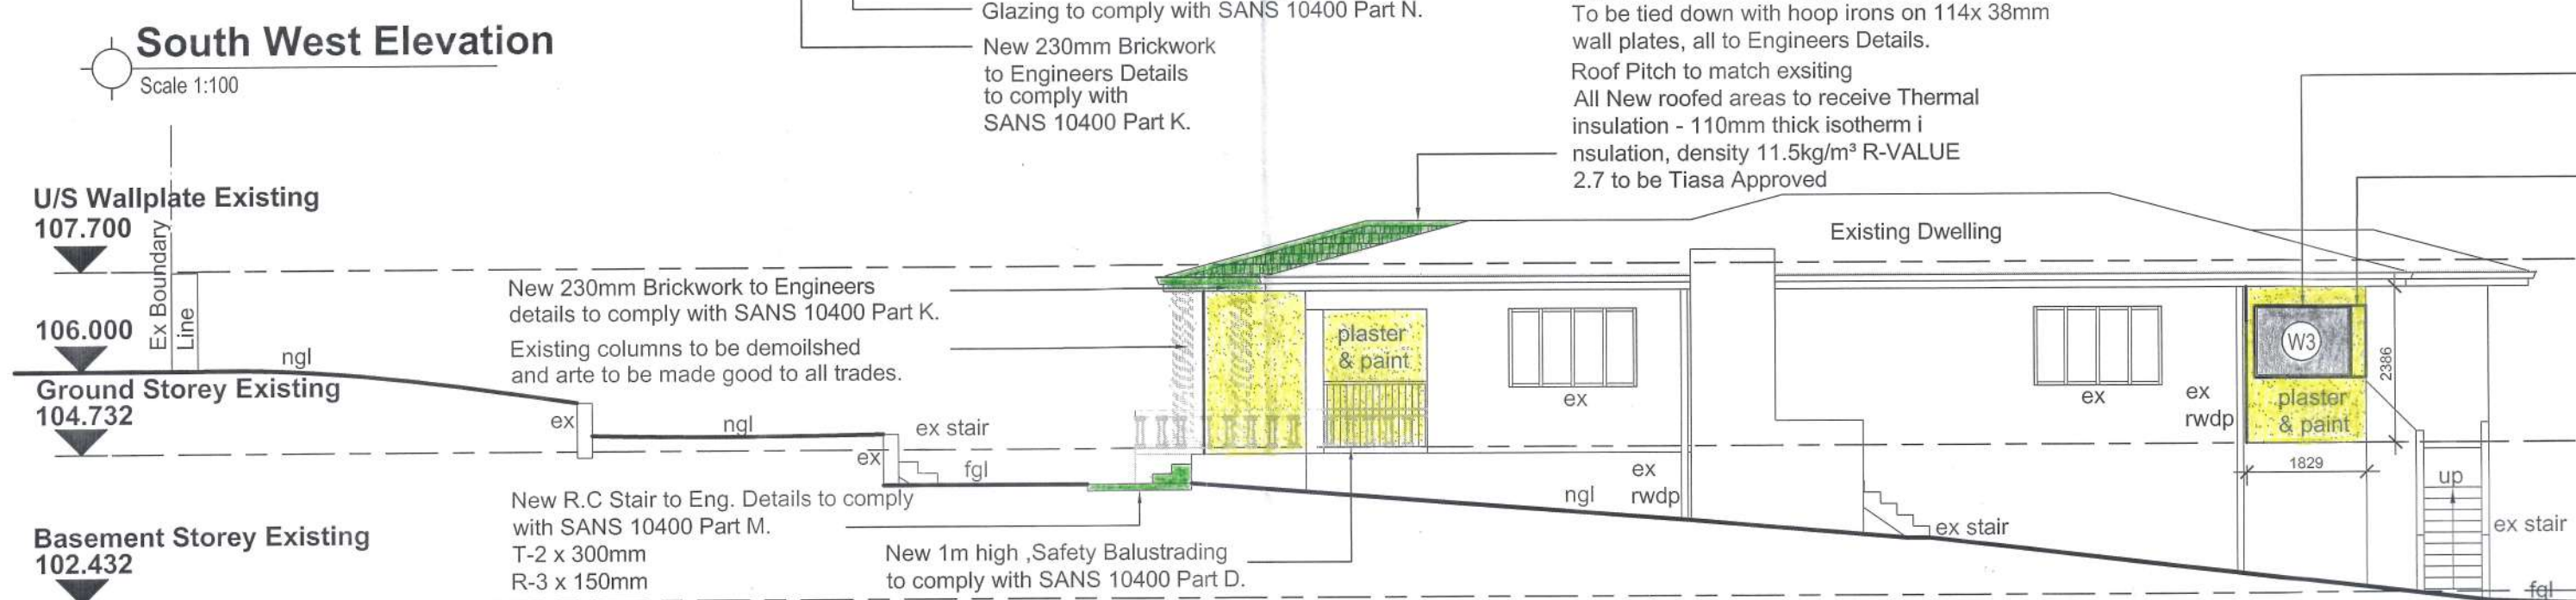 Glazing to comply with SANS 10400 Part N.
New 230mm Brickwork
to Engineers Details
to comply with
SANS 10400 Part K.
To be tied down with hoop irons on 114x 38mm
wall plates, all to Engineers Details.
Roof Pitch to match exsiting
All New roofed areas to receive Thermal
insulation - 110mm thick isotherm i
nsulation, density 11.5kg/m³ R-VALUE
2.7 to be Tiasa Approved
South West Elevation
Scale 1:100
U/S Wallplate Existing
107.700
Ex Boundary
Line
106.000
ngl
Ground Storey Existing
104.732
Basement Storey Existing
102.432
New 230mm Brickwork to Engineers
details to comply with SANS 10400 Part K.
Existing columns to be demoilshed
and arte to be made good to all trades.
ex
ngl
ex stair
ex
fgl
New R.C Stair to Eng. Details to comply
with SANS 10400 Part M.
T-2 x 300mm
R-3 x 150mm
New 1m high ,Safety Balustrading
to comply with SANS 10400 Part D.
Existing Dwelling
plaster
& paint
ex
ex
rwdp
ngl
ex stair
ex
ex
rwdp
W3
plaster
& paint
2386
1829
up
ex stair
fgl